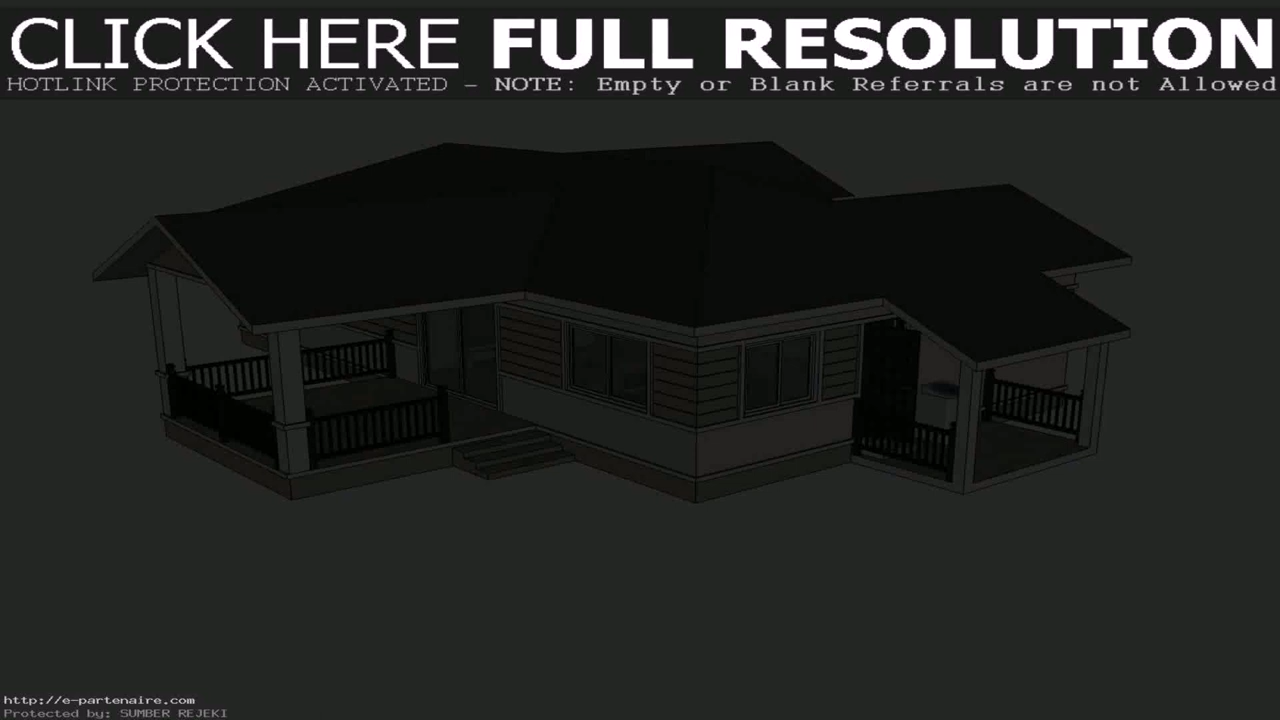 CLICK HERE FULL RESOLUTION
HOTLINK PROTECTION ACTIVATED – NOTE: Empty or Blank Referrals are not Allowed
http://e-partenaire.com
Protected by: SUMBER REJEKI